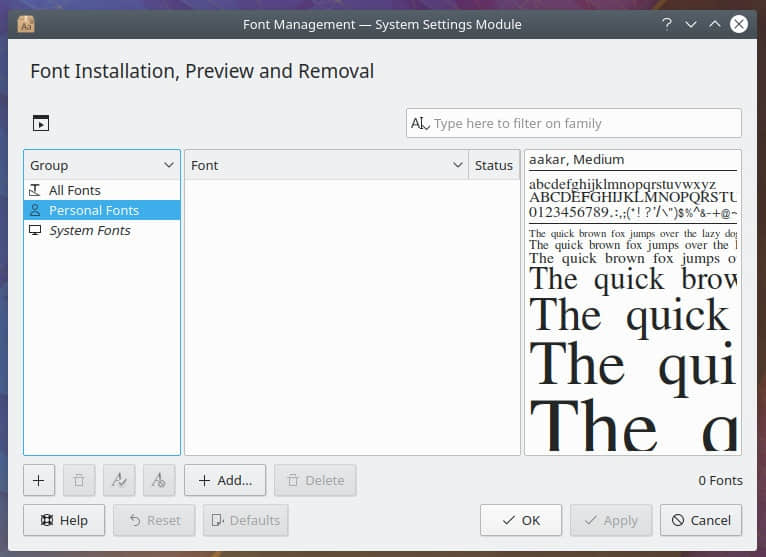 Font Management — System Settings Module
Font Installation, Preview and Removal
Type here to filter on family
Group
Font
Status
All Fonts
Personal Fonts
System Fonts
aakar, Medium
abcdefghijklmnopqrstuvwxyz
ABCDEFGHIJKLMNOPQRSTU
0123456789.:,;(*!?'/\")$%^&-+@~
The quick brown fox jumps over the lazy dog
The quick brown fox jumps over the l
The quick brown fox jumps o
The quick brow
The quick
The qui
The q
Add...
Delete
0 Fonts
Help
Reset
Defaults
OK
Apply
Cancel